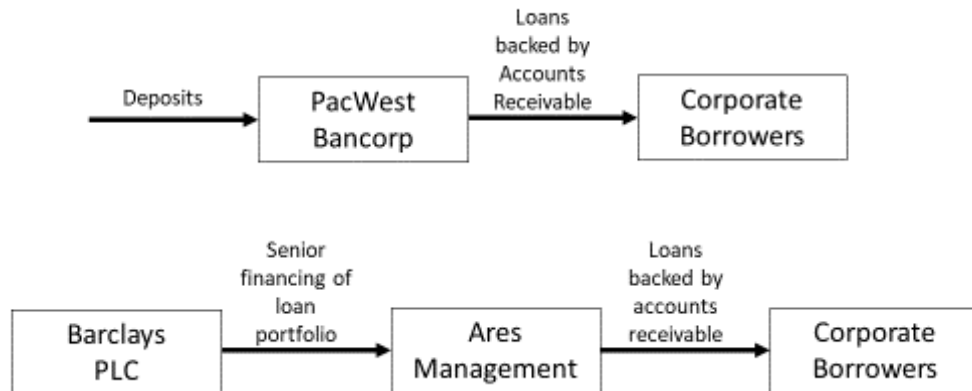 Deposits
PacWest
Bancorp
Loans
backed by
Accounts
Receivable
Corporate
Borrowers
Barclays
PLC
Senior
financing of
loan
portfolio
Ares
Management
Loans
backed by
accounts
receivable
Corporate
Borrowers